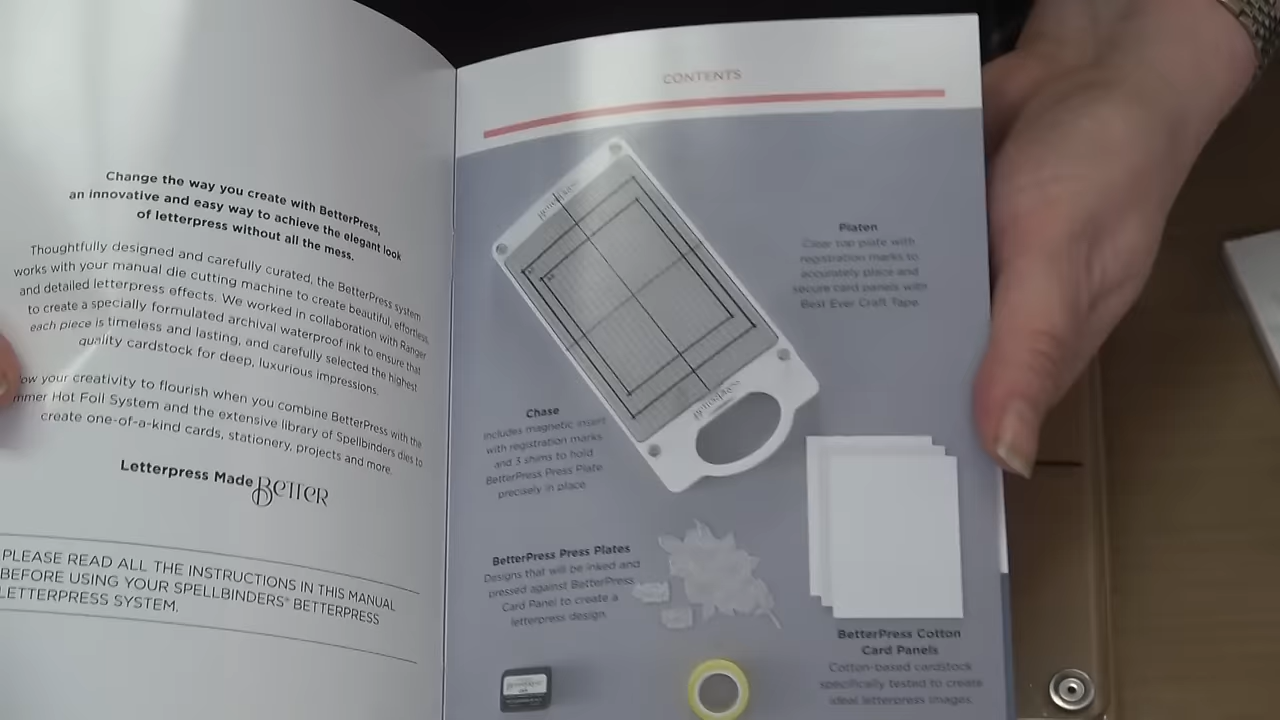 Change the way you create with BetterPress,
an innovative and easy way to achieve the elegant look
of letterpress without all the mess.
Thoughtfully designed and carefully curated, the BetterPress system
works with your manual die cutting machine to create beautiful, effortless
and detailed letterpress effects. We worked in collaboration with Ranger
to create a specially formulated archival waterproof ink to ensure that
each piece is timeless and lasting, and carefully selected the highest
quality cardstock for deep, luxurious impressions.
your creativity to flourish when you combine BetterPress with the
Hot Foil System and the extensive library of Spellbinders dies to
create one-of-a-kind cards, stationery, projects and more.
Letterpress Made BETTER
PLEASE READ ALL THE INSTRUCTIONS IN THIS MANUAL
BEFORE USING YOUR SPELLBINDERS® BETTERPRESS
LETTERPRESS SYSTEM.
CONTENTS
BetterPress
Platen
Clear top plate with
registration marks to
accurately place and
secure card panels with
Best Ever Craft Tape.
BetterPress
Chase
Includes magnetic insert
with registration marks
and 3 shims to hold
BetterPress Press Plate
precisely in place.
BetterPress Press Plates
Designs that will be inked and
pressed against BetterPress
Card Panel to create a
letterpress design.
BetterPress Cotton
Card Panels
Cotton-based cardstock
specifically tested to create
ideal letterpress images.